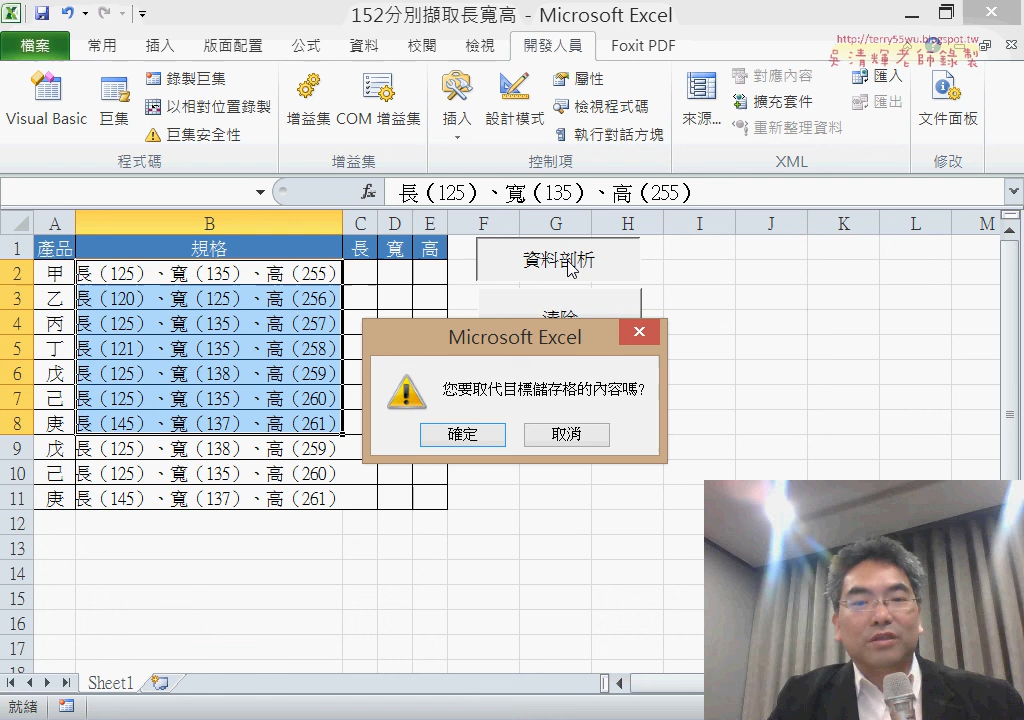 152分別擷取長寬高 - Microsoft Excel
檔案 常用 插入 版面配置 公式 資料 校閱 檢視 開發人員 Foxit PDF
http://terry55wu.blogspot.tw
吳清輝老師錄製
Visual Basic 巨集 錄製巨集 以相對位置錄製 巨集安全性 程式碼
增益集 COM 增益集 增益集
插入 設計模式 屬性 檢視程式碼 執行對話方塊 控制項
來源... 對應內容 擴充套件 重新整理資料 匯入 匯出 XML
文件面板 修改
fx 長（125）、寬（135）、高（255）
A B C D E F G H I J K L M
1 產品 規格 長 寬 高
2 甲 長（125）、寬（135）、高（255）
3 乙 長（120）、寬（125）、高（256）
4 丙 長（125）、寬（135）、高（257）
5 丁 長（121）、寬（135）、高（258）
6 戊 長（125）、寬（138）、高（259）
7 己 長（125）、寬（135）、高（260）
8 庚 長（145）、寬（137）、高（261）
9 戊 長（125）、寬（138）、高（259）
10 己 長（125）、寬（135）、高（260）
11 庚 長（145）、寬（137）、高（261）
12
13
14
15
16
17
18
資料剖析
清除
Microsoft Excel
您要取代目標儲存格的內容嗎?
確定 取消
Sheet1
就緒